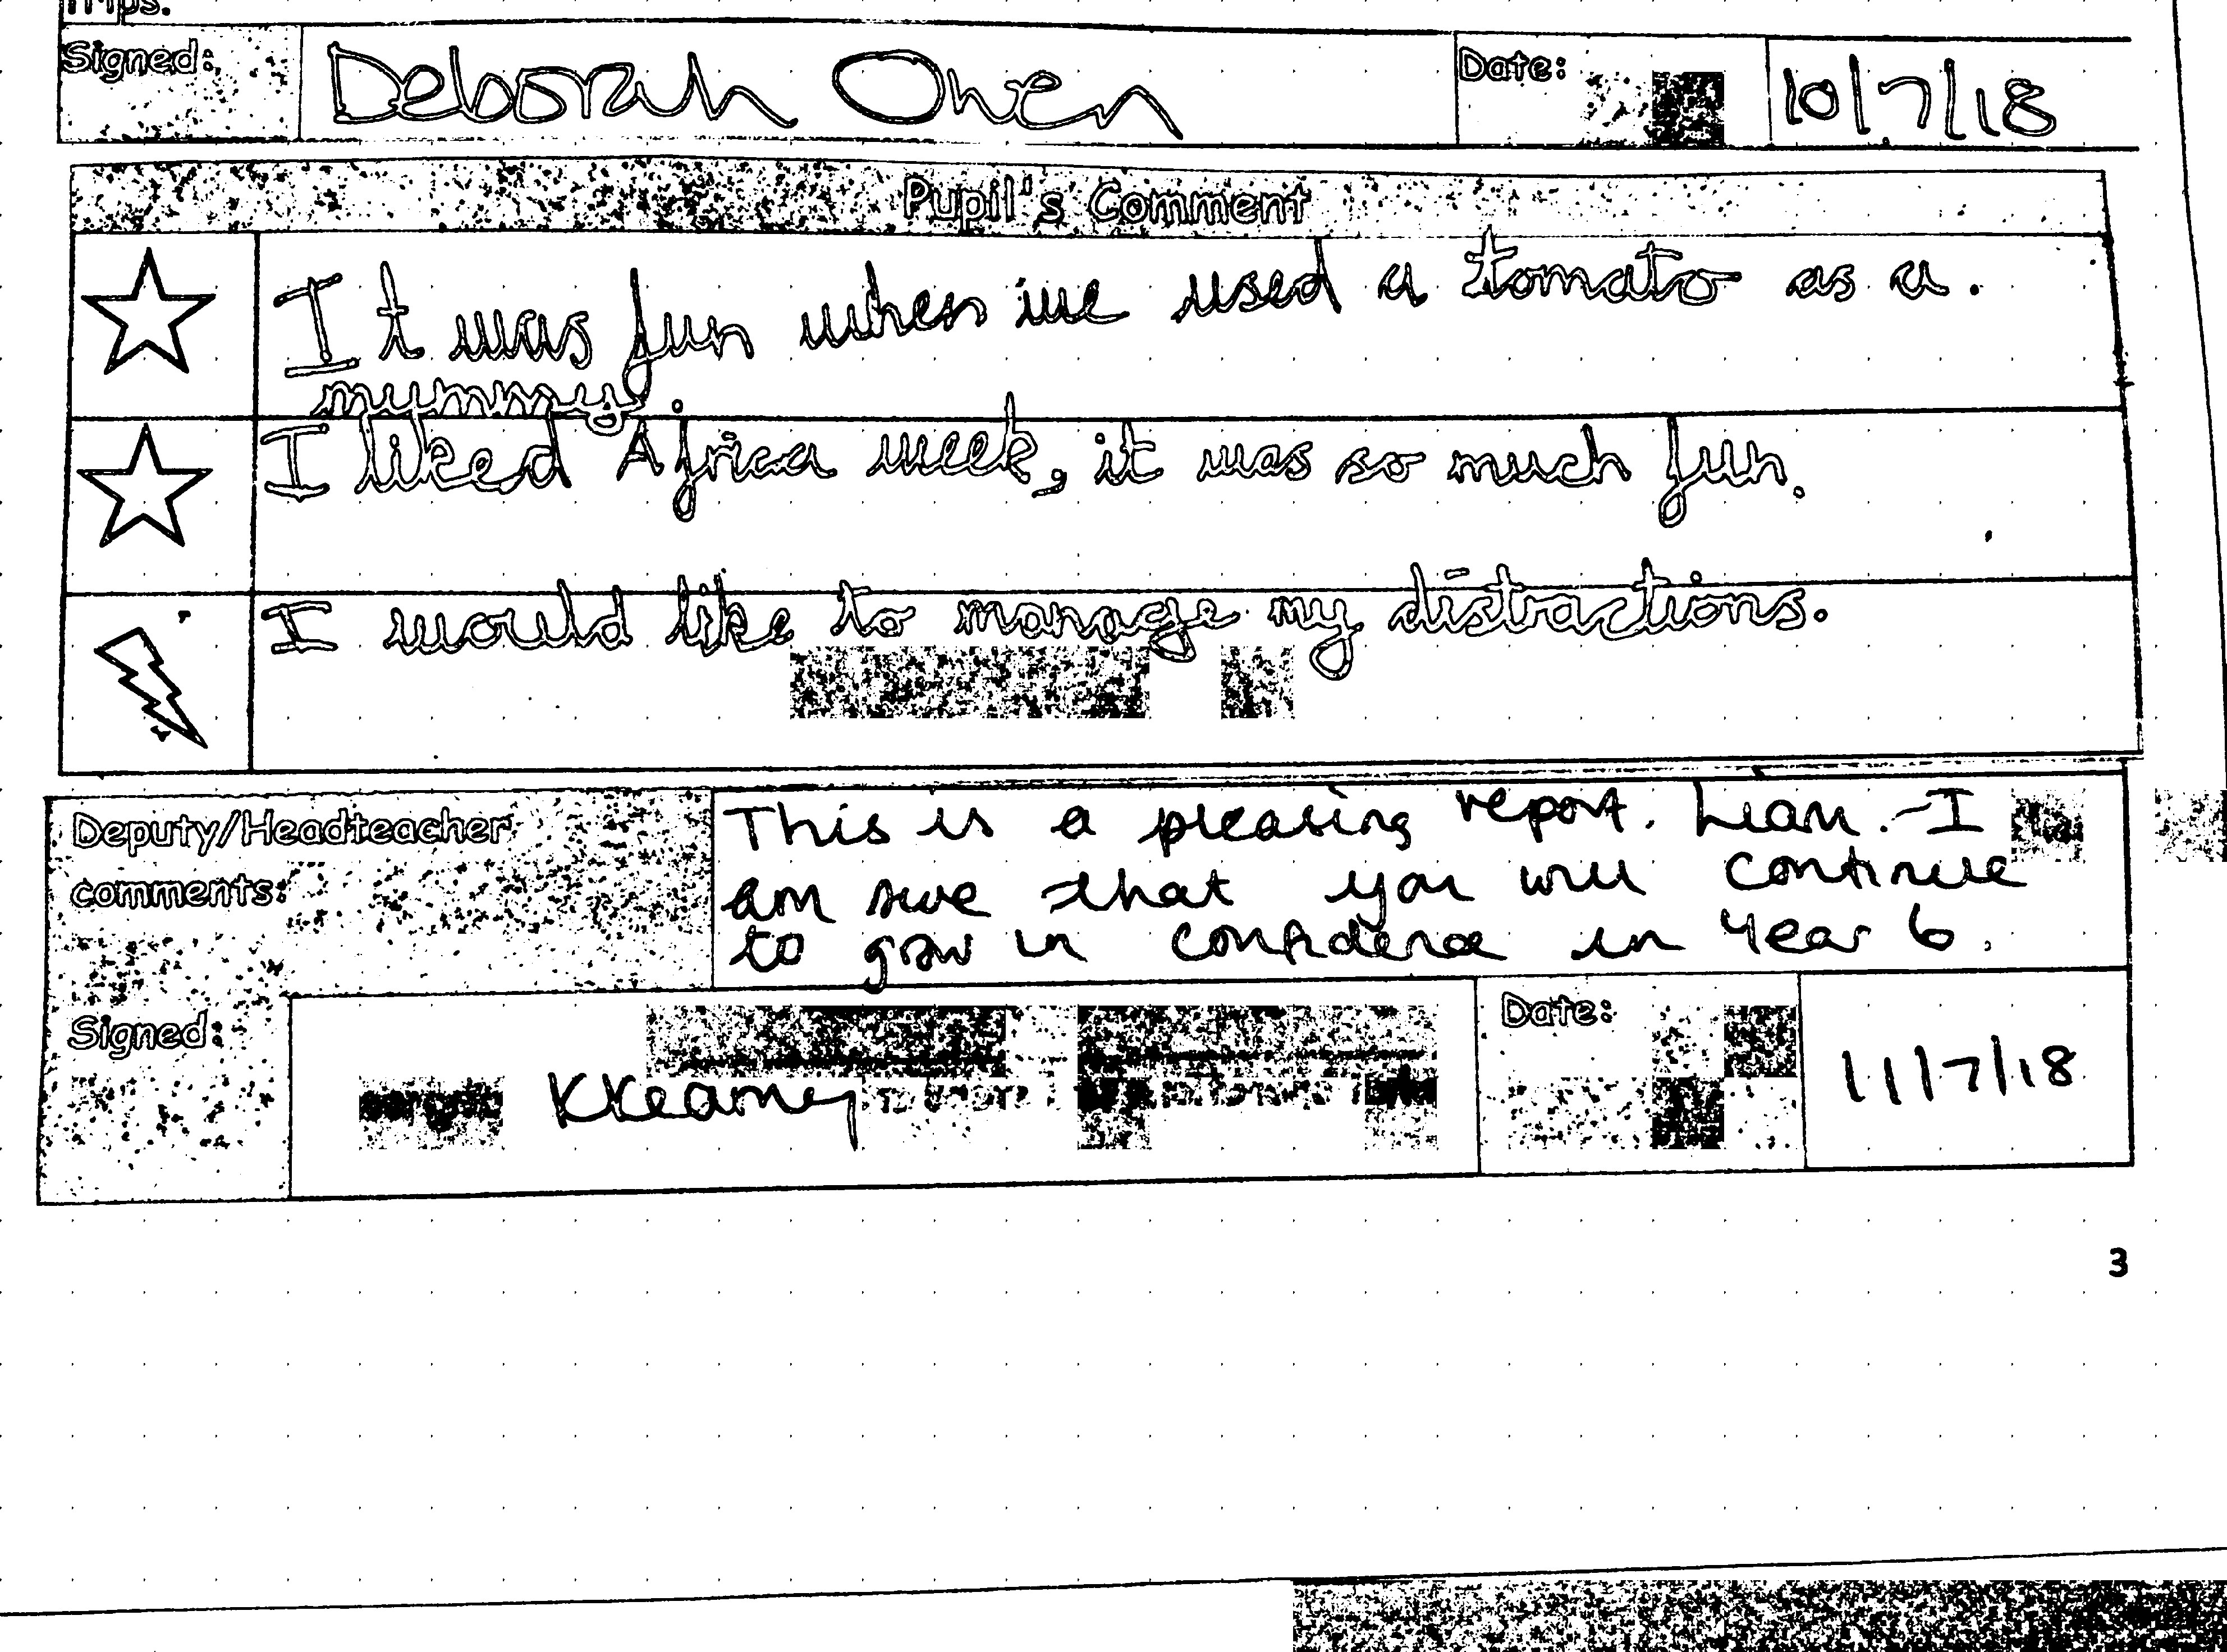 Signed: Deborah Owen Date: 10/7/18
Pupil's Comment
It was fun when we used a tomato as a.
mummy.
I liked Africa week, it was so much fun.
I would like to manage my distractions.
Deputy/Headteacher
comments:
This is a pleasing report. Liam. - I
am sure that you will continue
to grow in confidence in Year 6.
Signed: KKearney Date: 11/7/18
3